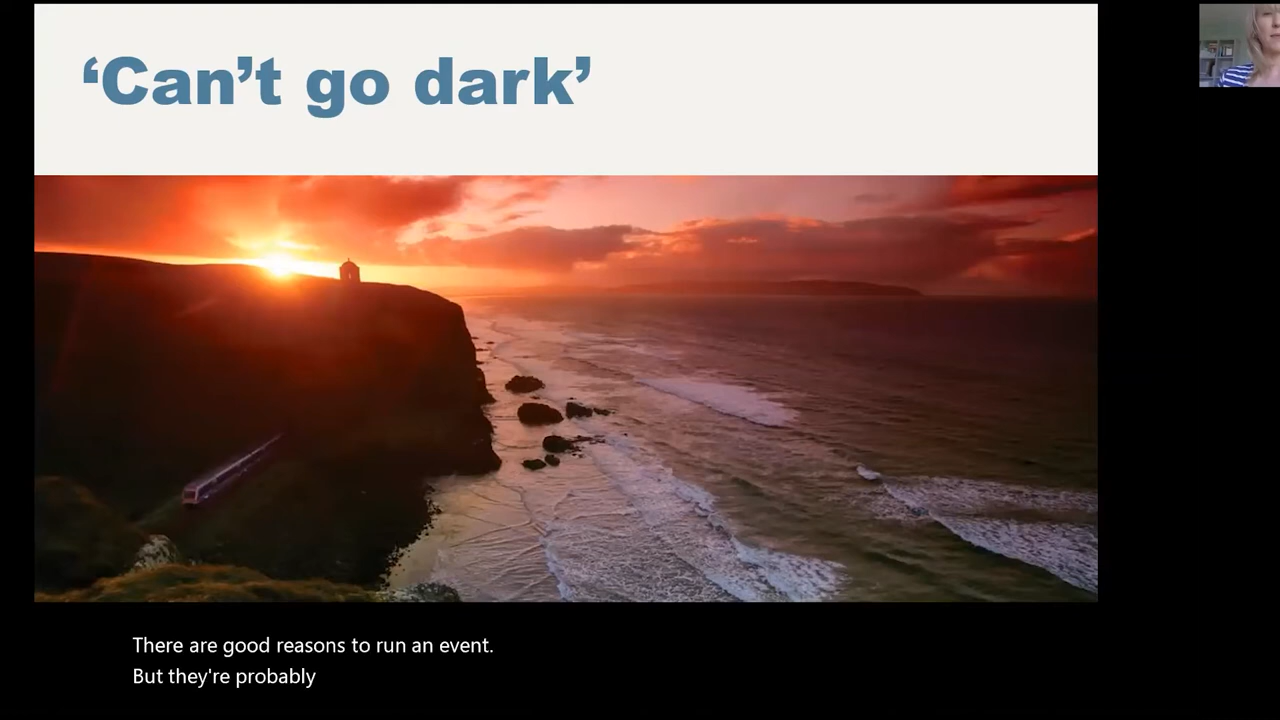 ‘Can’t go dark’
There are good reasons to run an event.
But they're probably